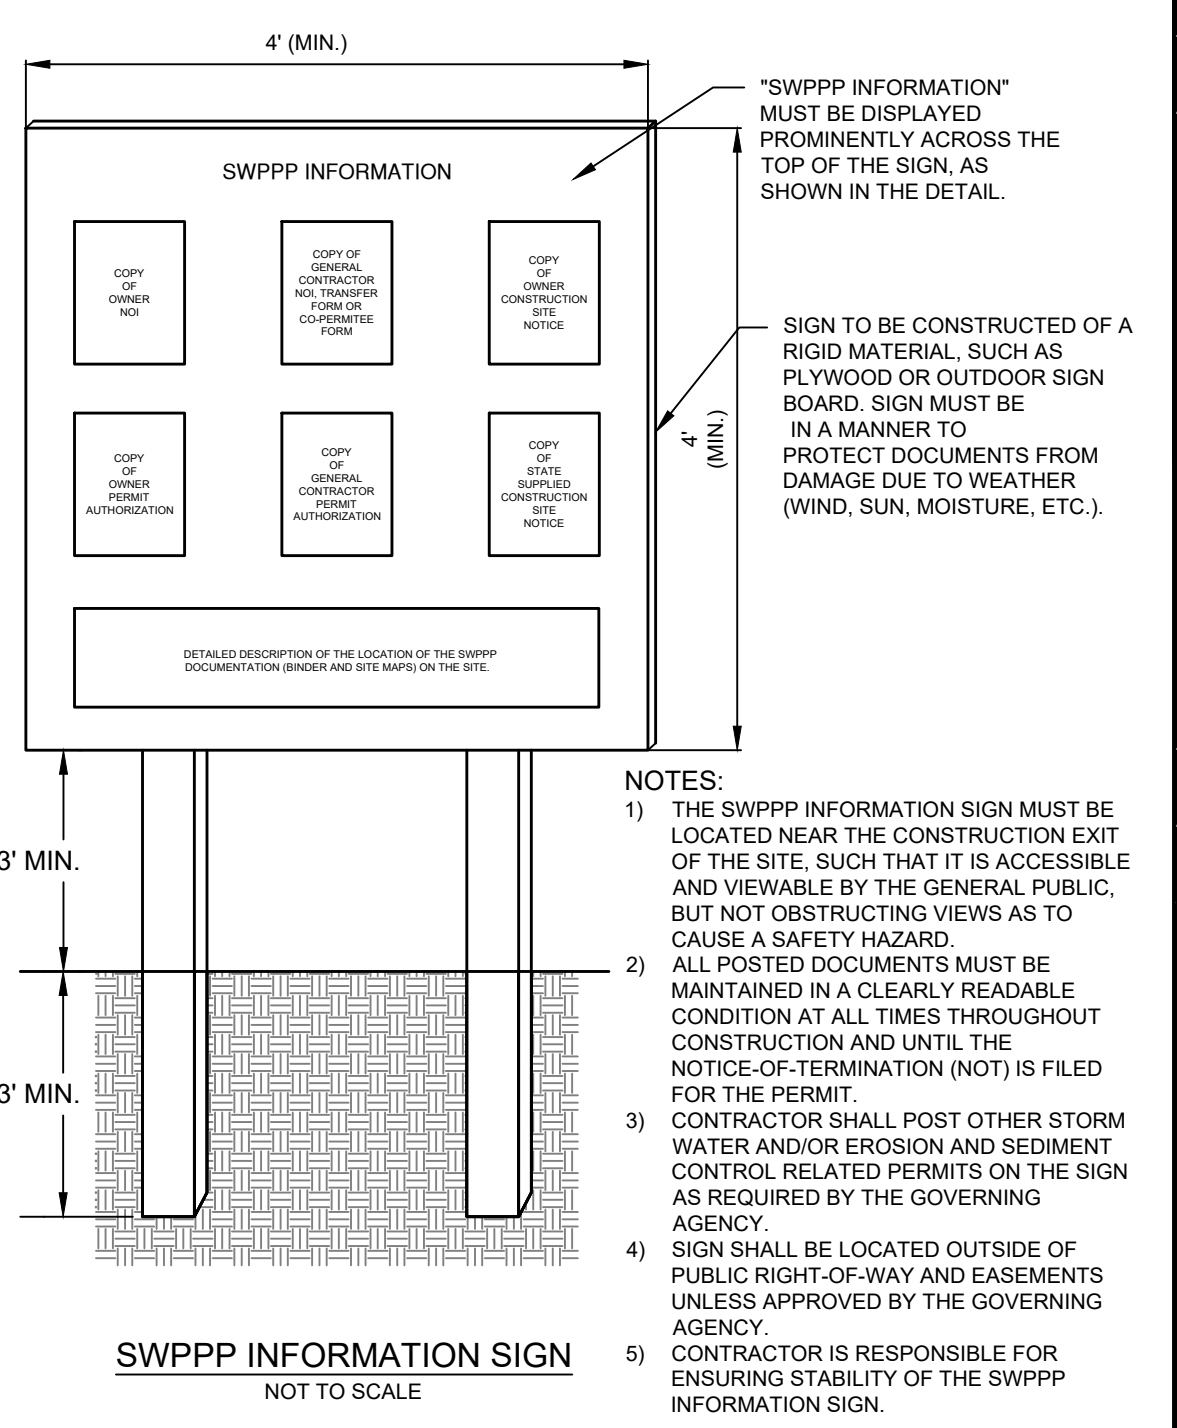 4' (MIN.)
"SWPPP INFORMATION"
MUST BE DISPLAYED
PROMINENTLY ACROSS THE
TOP OF THE SIGN, AS
SHOWN IN THE DETAIL.
SWPPP INFORMATION
COPY
OF
OWNER
NOI
COPY OF
GENERAL
CONTRACTOR
NOI, TRANSFER
FORM OR
CO-PERMITEE
FORM
COPY
OF
OWNER
CONSTRUCTION
SITE
NOTICE
SIGN TO BE CONSTRUCTED OF A
RIGID MATERIAL, SUCH AS
PLYWOOD OR OUTDOOR SIGN
BOARD. SIGN MUST BE
IN A MANNER TO
PROTECT DOCUMENTS FROM
DAMAGE DUE TO WEATHER
(WIND, SUN, MOISTURE, ETC.).
4'
(MIN.)
COPY
OF
OWNER
PERMIT
AUTHORIZATION
COPY
OF
GENERAL
CONTRACTOR
PERMIT
AUTHORIZATION
COPY
OF
STATE
SUPPLIED
CONSTRUCTION
SITE
NOTICE
DETAILED DESCRIPTION OF THE LOCATION OF THE SWPPP
DOCUMENTATION (BINDER AND SITE MAPS) ON THE SITE.
3' MIN.
3' MIN.
NOTES:
1) THE SWPPP INFORMATION SIGN MUST BE
LOCATED NEAR THE CONSTRUCTION EXIT
OF THE SITE, SUCH THAT IT IS ACCESSIBLE
AND VIEWABLE BY THE GENERAL PUBLIC,
BUT NOT OBSTRUCTING VIEWS AS TO
CAUSE A SAFETY HAZARD.
2) ALL POSTED DOCUMENTS MUST BE
MAINTAINED IN A CLEARLY READABLE
CONDITION AT ALL TIMES THROUGHOUT
CONSTRUCTION AND UNTIL THE
NOTICE-OF-TERMINATION (NOT) IS FILED
FOR THE PERMIT.
3) CONTRACTOR SHALL POST OTHER STORM
WATER AND/OR EROSION AND SEDIMENT
CONTROL RELATED PERMITS ON THE SIGN
AS REQUIRED BY THE GOVERNING
AGENCY.
4) SIGN SHALL BE LOCATED OUTSIDE OF
PUBLIC RIGHT-OF-WAY AND EASEMENTS
UNLESS APPROVED BY THE GOVERNING
AGENCY.
5) CONTRACTOR IS RESPONSIBLE FOR
ENSURING STABILITY OF THE SWPPP
INFORMATION SIGN.
SWPPP INFORMATION SIGN
NOT TO SCALE